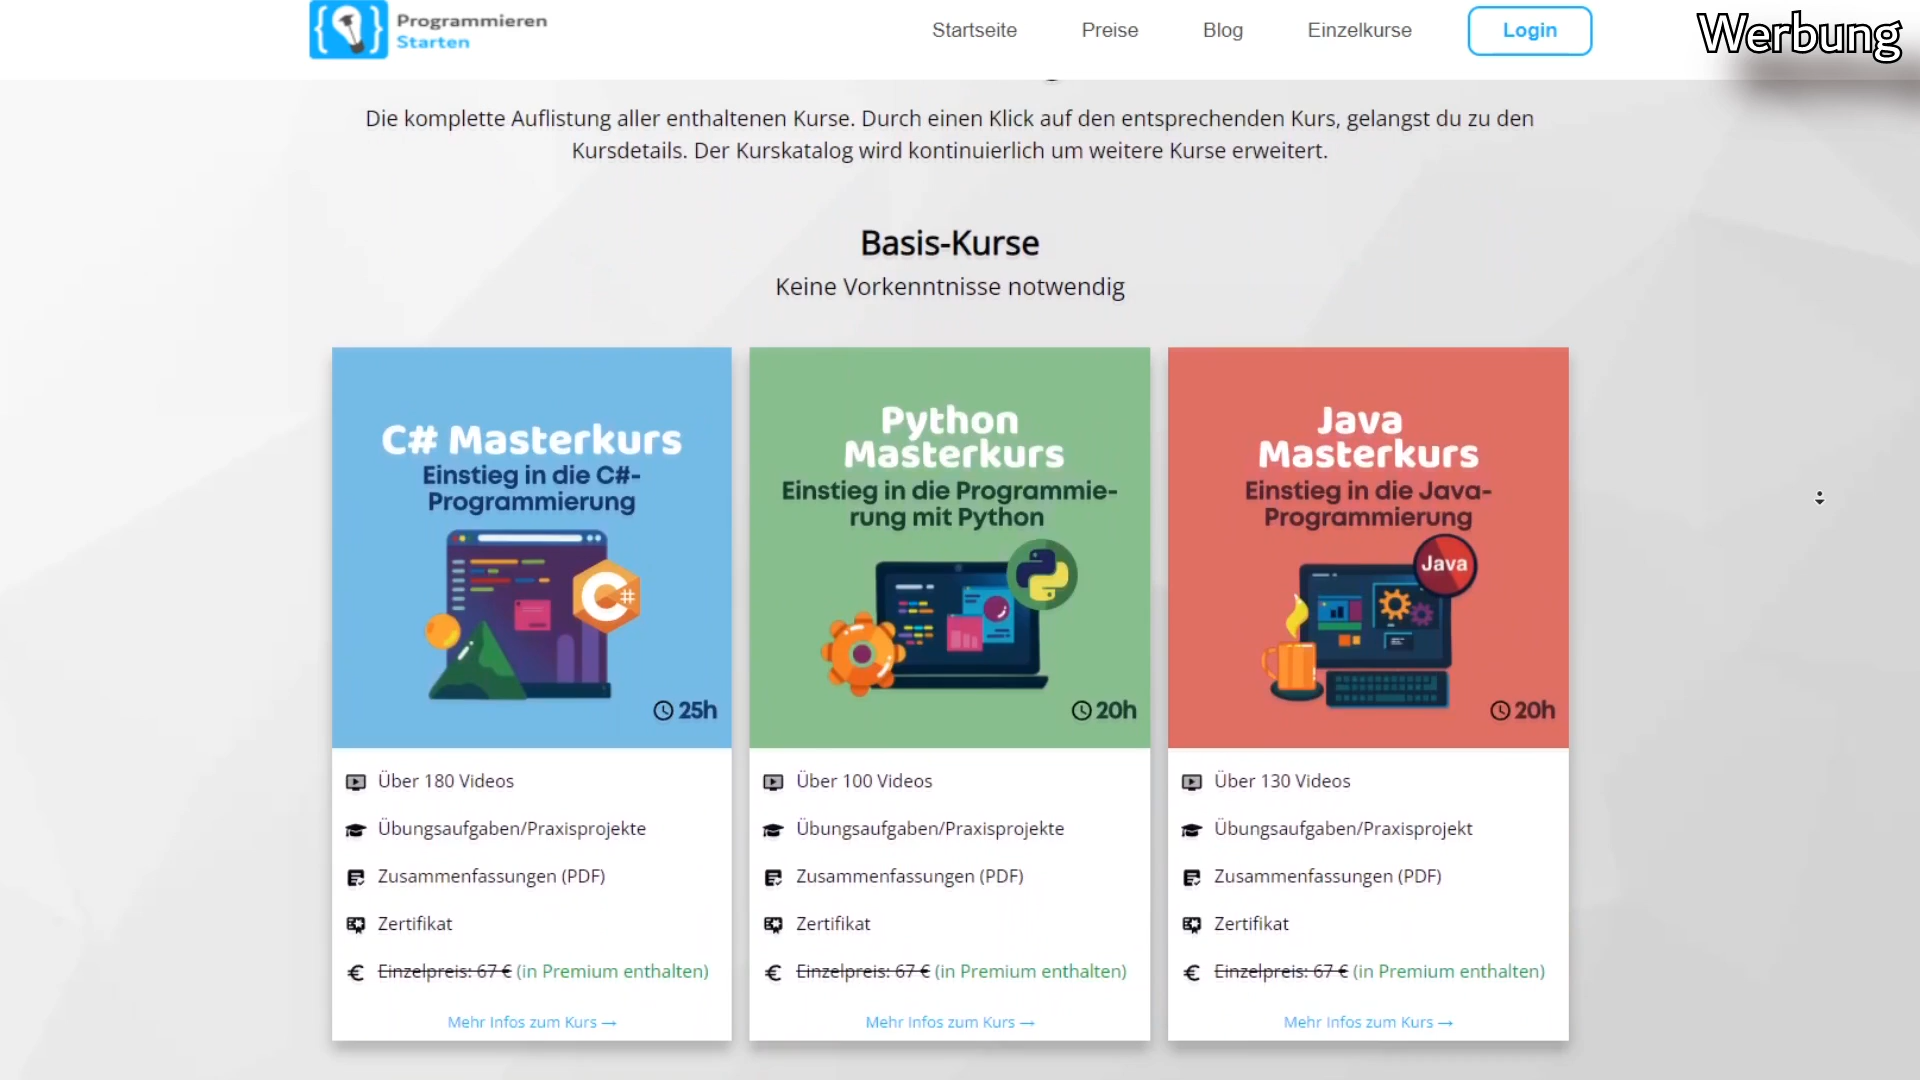 Programmieren
Starten
Startseite
Preise
Blog
Einzelkurse
Login
Werbung
Die komplette Auflistung aller enthaltenen Kurse. Durch einen Klick auf den entsprechenden Kurs, gelangst du zu den
Kursdetails. Der Kurskatalog wird kontinuierlich um weitere Kurse erweitert.
Basis-Kurse
Keine Vorkenntnisse notwendig
C# Masterkurs
Einstieg in die C#-
Programmierung
C#
25h
Über 180 Videos
Übungsaufgaben/Praxisprojekte
Zusammenfassungen (PDF)
Zertifikat
Einzelpreis: 67 € (in Premium enthalten)
Mehr Infos zum Kurs →
Python
Masterkurs
Einstieg in die Programmie-
rung mit Python
20h
Über 100 Videos
Übungsaufgaben/Praxisprojekte
Zusammenfassungen (PDF)
Zertifikat
Einzelpreis: 67 € (in Premium enthalten)
Mehr Infos zum Kurs →
Java
Masterkurs
Einstieg in die Java-
Programmierung
Java
20h
Über 130 Videos
Übungsaufgaben/Praxisprojekt
Zusammenfassungen (PDF)
Zertifikat
Einzelpreis: 67 € (in Premium enthalten)
Mehr Infos zum Kurs →